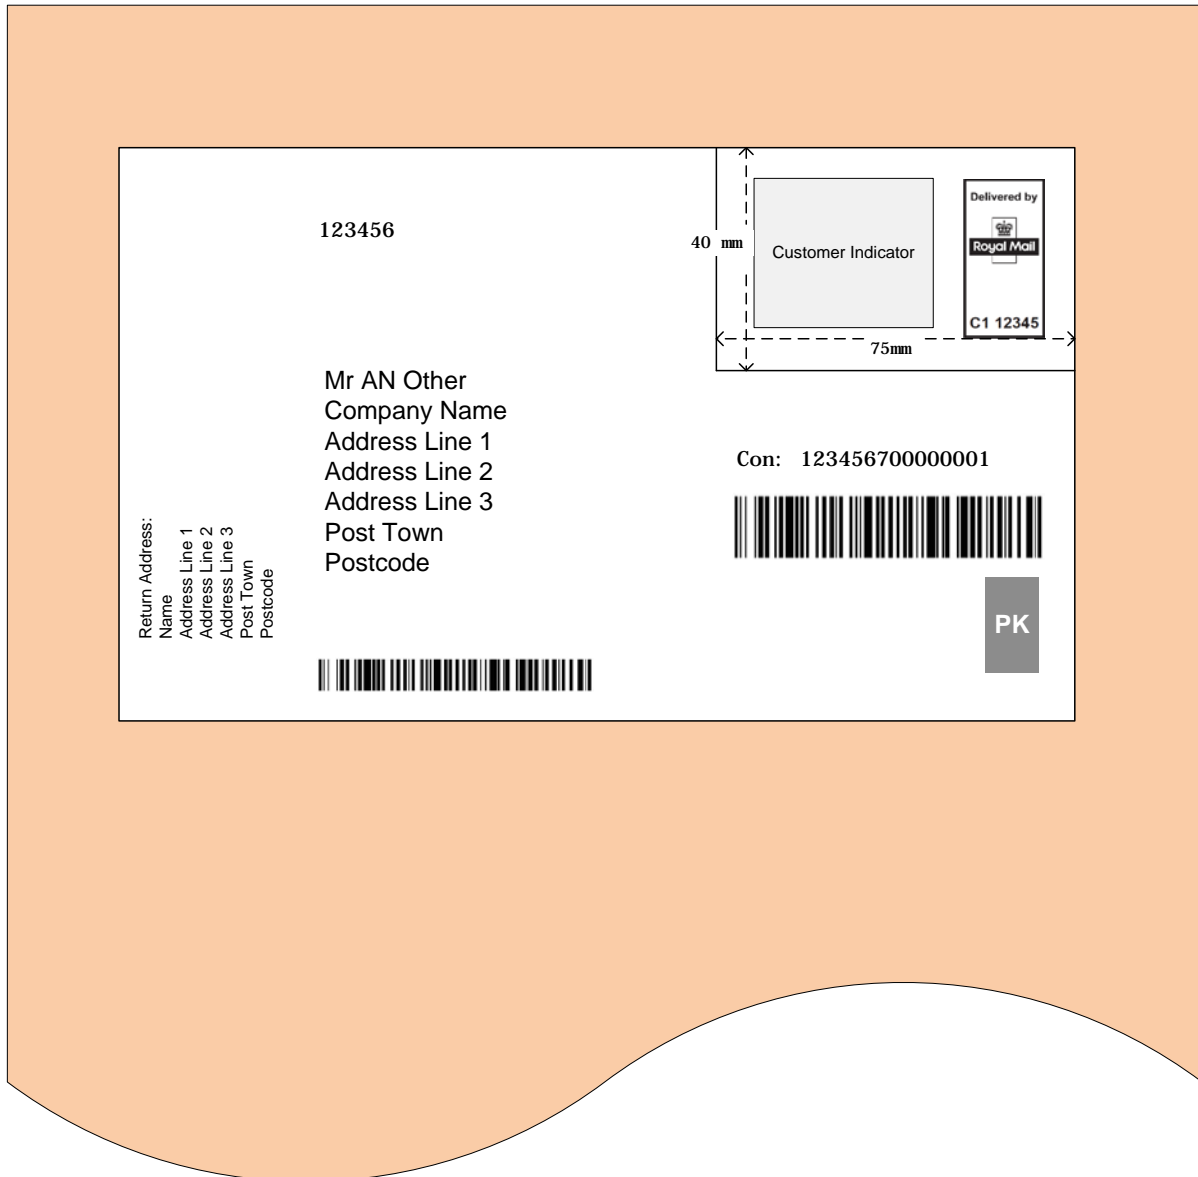 123456
40 mm
Customer Indicator
Delivered by
Royal Mail
C1 12345
75mm
Mr AN Other
Company Name
Address Line 1
Address Line 2
Address Line 3
Post Town
Postcode
Con: 123456700000001
Return Address:
Name
Address Line 1
Address Line 2
Address Line 3
Post Town
Postcode
PK